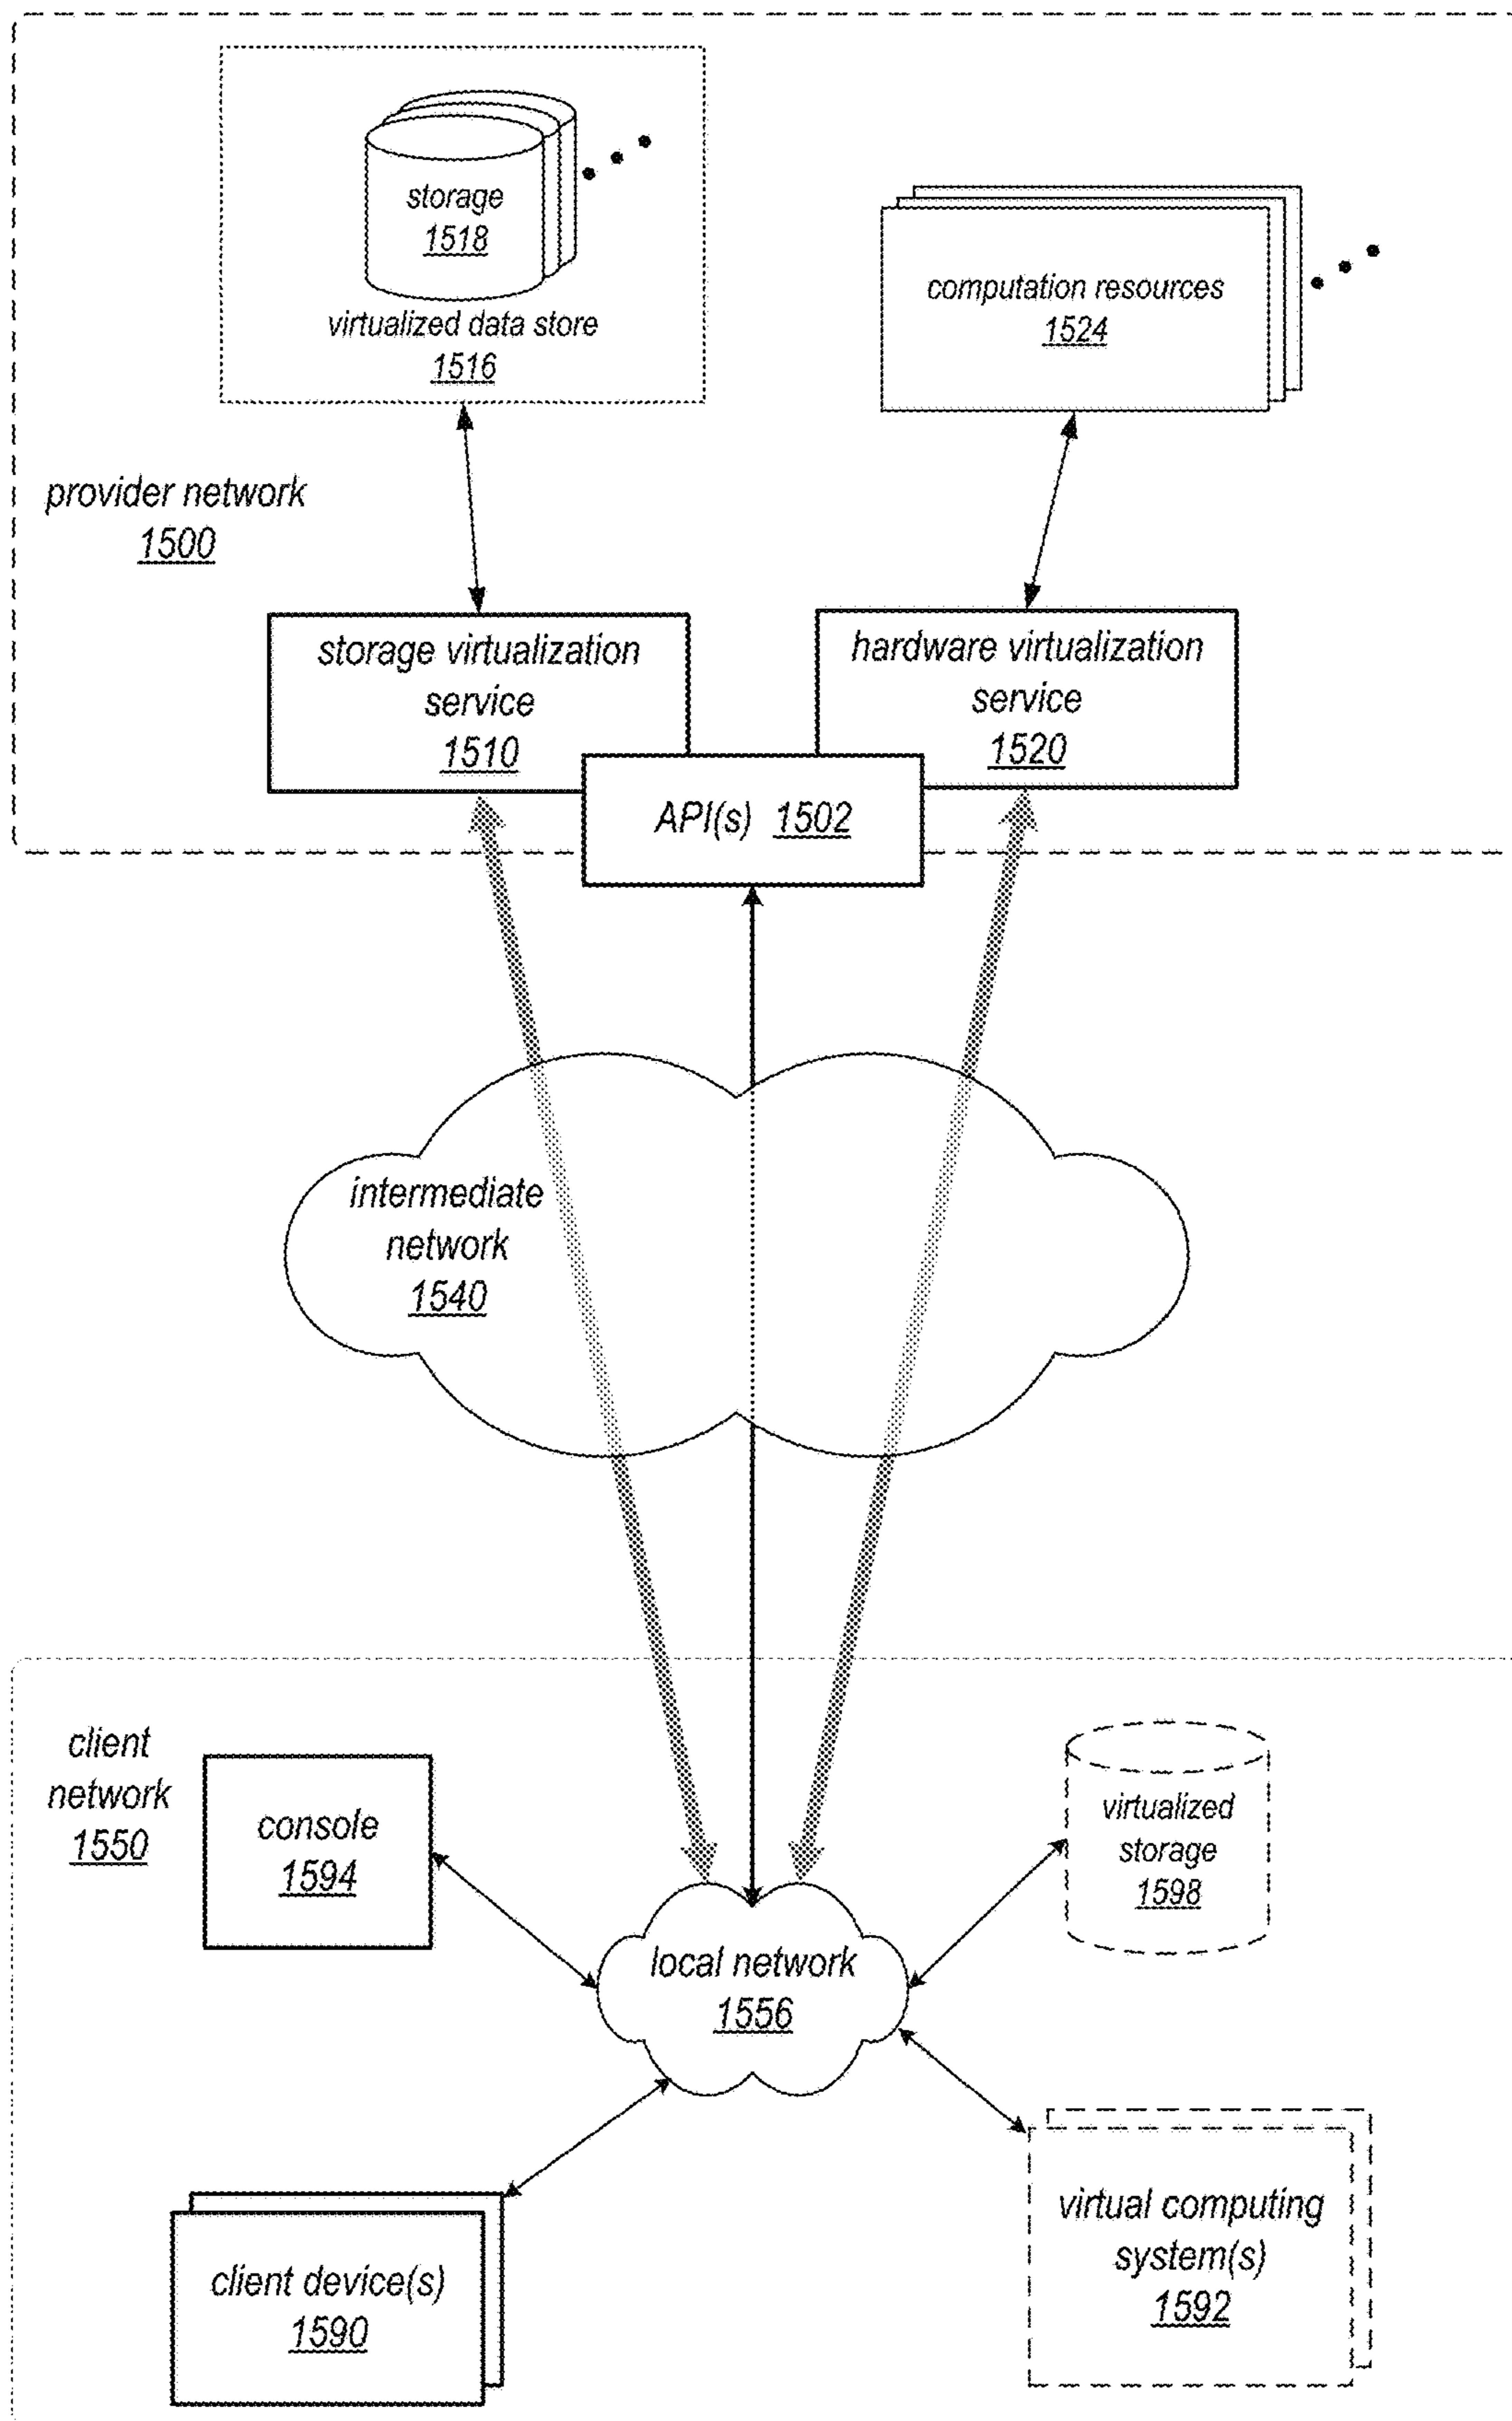 storage
1518
virtualized data store
1516
computation resources
1524
provider network
1500
storage virtualization
service
1510
hardware virtualization
service
1520
API(s) 1502
intermediate
network
1540
client
network
1550
console
1594
virtualized
storage
1598
local network
1556
client device(s)
1590
virtual computing
system(s)
1592